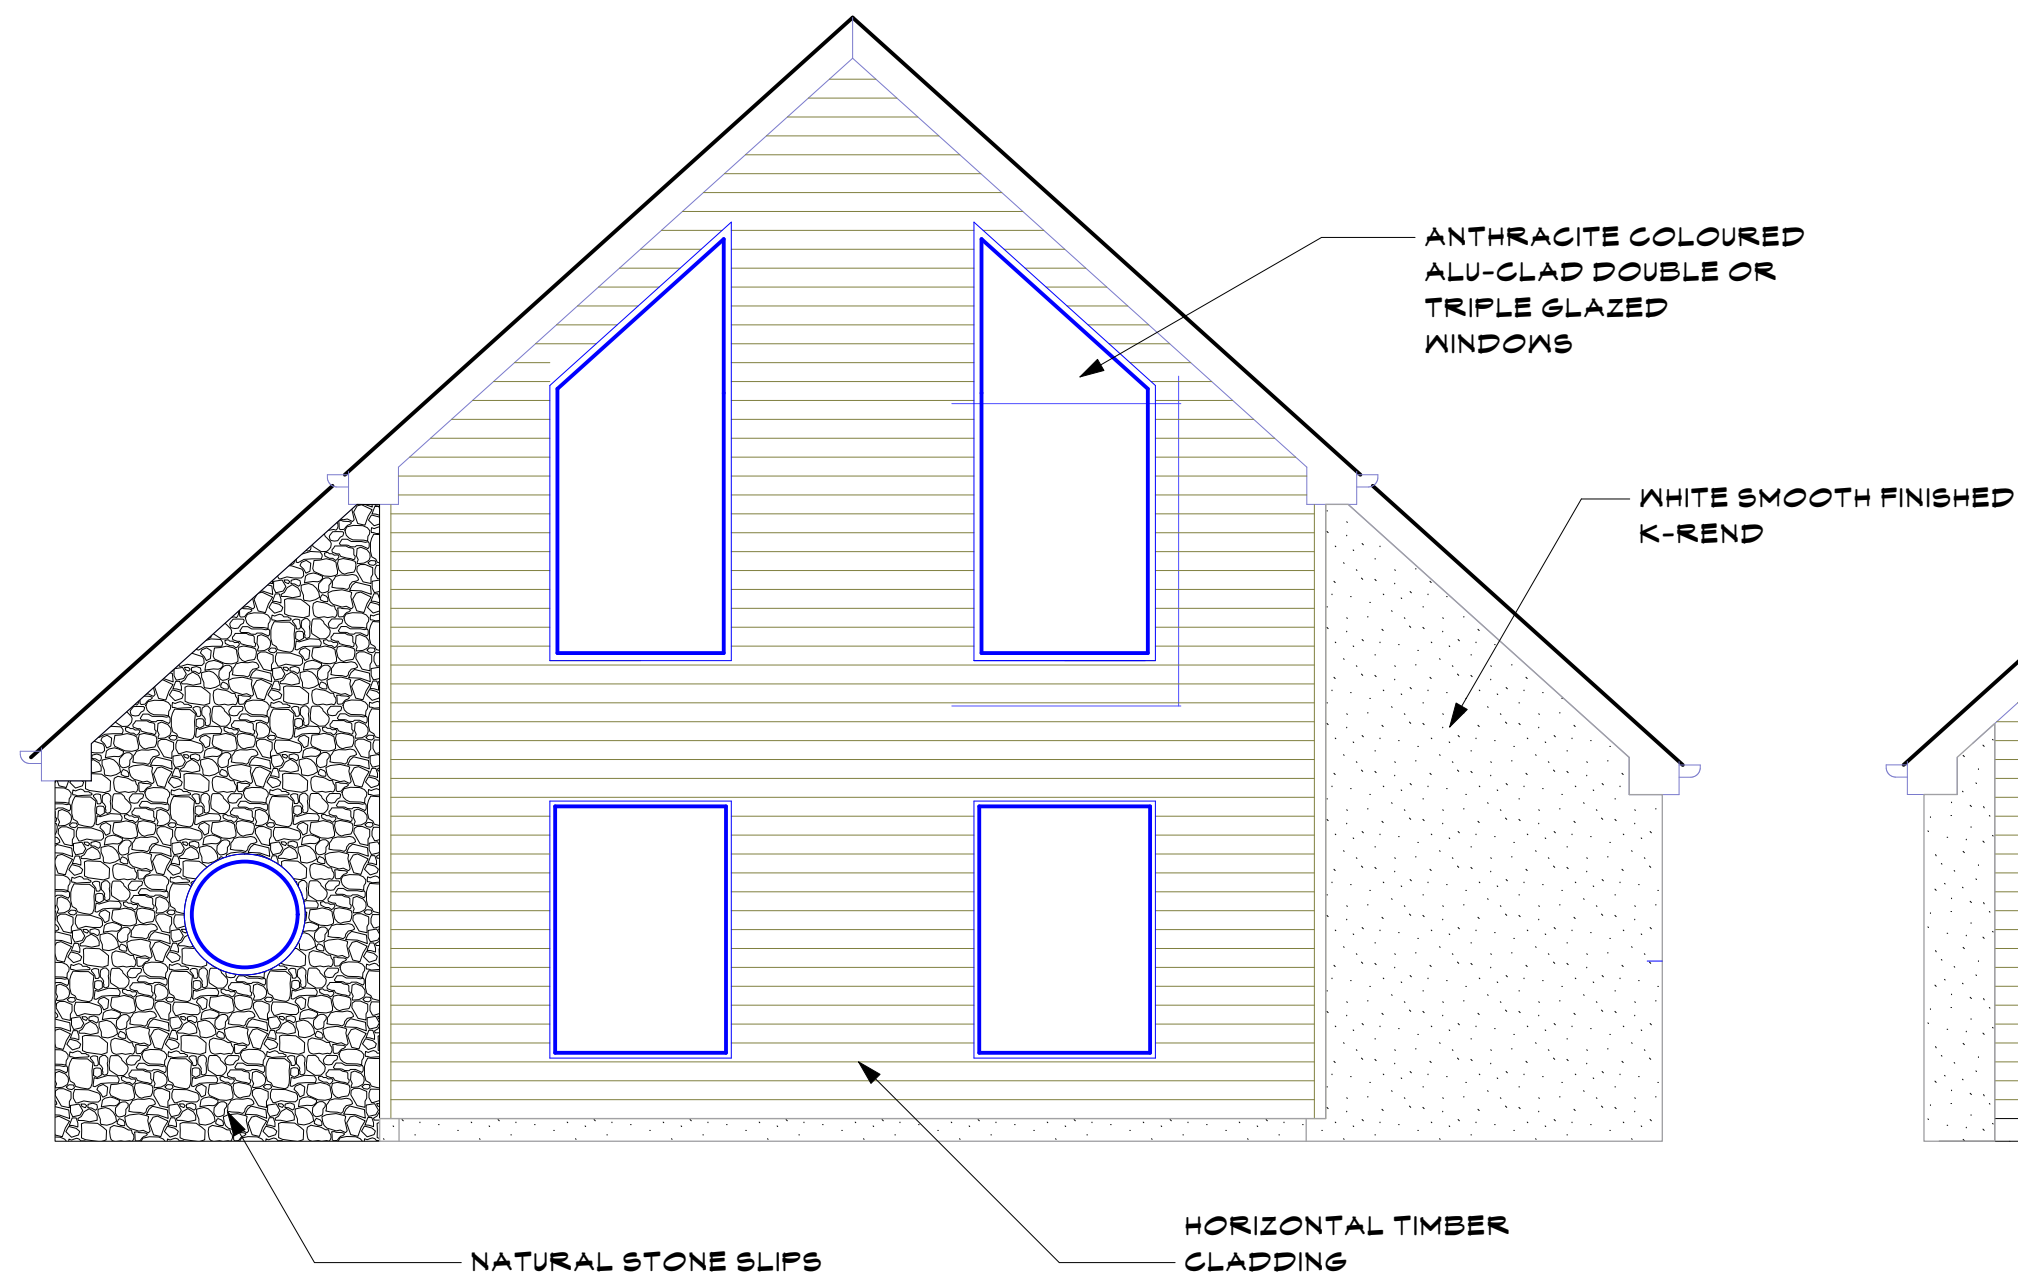 ANTHRACITE COLOURED
ALU-CLAD DOUBLE OR
TRIPLE GLAZED
WINDOWS
WHITE SMOOTH FINISHED
K-REND
HORIZONTAL TIMBER
CLADDING
NATURAL STONE SLIPS